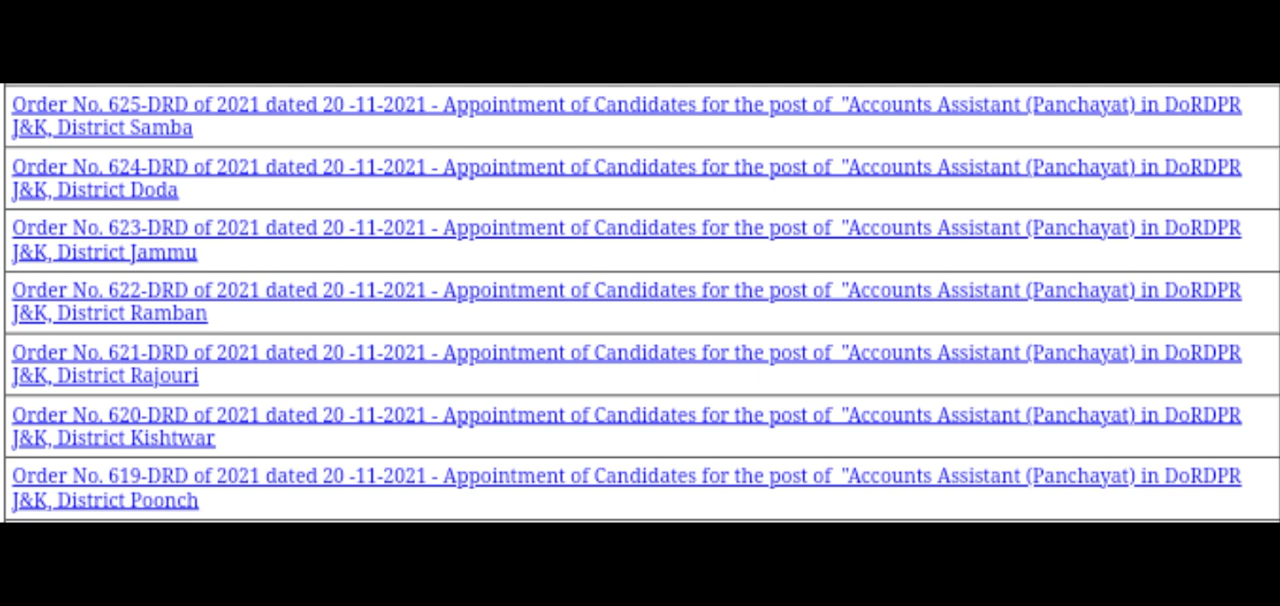 Order No. 625-DRD of 2021 dated 20 -11-2021 - Appointment of Candidates for the post of  "Accounts Assistant (Panchayat) in DoRDPR
J&K, District Samba
Order No. 624-DRD of 2021 dated 20 -11-2021 - Appointment of Candidates for the post of  "Accounts Assistant (Panchayat) in DoRDPR
J&K, District Doda
Order No. 623-DRD of 2021 dated 20 -11-2021 - Appointment of Candidates for the post of  "Accounts Assistant (Panchayat) in DoRDPR
J&K, District Jammu
Order No. 622-DRD of 2021 dated 20 -11-2021 - Appointment of Candidates for the post of  "Accounts Assistant (Panchayat) in DoRDPR
J&K, District Ramban
Order No. 621-DRD of 2021 dated 20 -11-2021 - Appointment of Candidates for the post of  "Accounts Assistant (Panchayat) in DoRDPR
J&K, District Rajouri
Order No. 620-DRD of 2021 dated 20 -11-2021 - Appointment of Candidates for the post of  "Accounts Assistant (Panchayat) in DoRDPR
J&K, District Kishtwar
Order No. 619-DRD of 2021 dated 20 -11-2021 - Appointment of Candidates for the post of  "Accounts Assistant (Panchayat) in DoRDPR
J&K, District Poonch